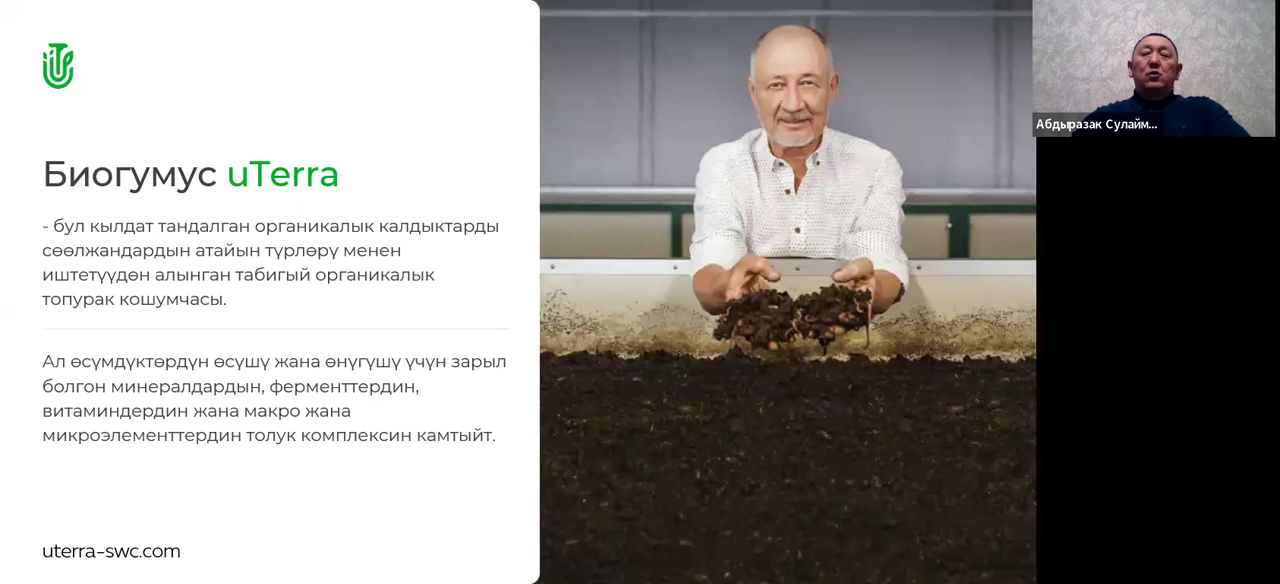 Биогумус uTerra
- бул кылдат тандалган органикалык калдыктарды
сөөлжандардын атайын түрлөрү менен
иштетүүдөн алынган табигый органикалык
топурак кошумчасы.
Ал өсүмдүктөрдүн өсүшү жана өнүгүшү үчүн зарыл
болгон минералдардын, ферменттердин,
витаминдердин жана макро жана
микроэлементтердин толук комплексин камтыйт.
uterra-swc.com
Абдыразак Сулайм...